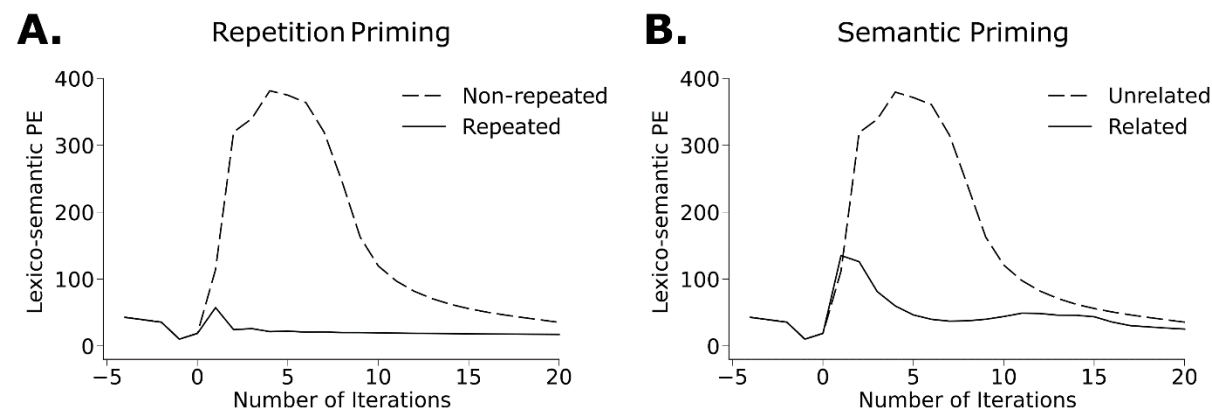 A.
Repetition Priming
Lexico-semantic PE
400
300
200
100
0
Non-repeated
Repeated
−5 0 5 10 15 20
Number of Iterations
B.
Semantic Priming
Lexico-semantic PE
400
300
200
100
0
Unrelated
Related
−5 0 5 10 15 20
Number of Iterations